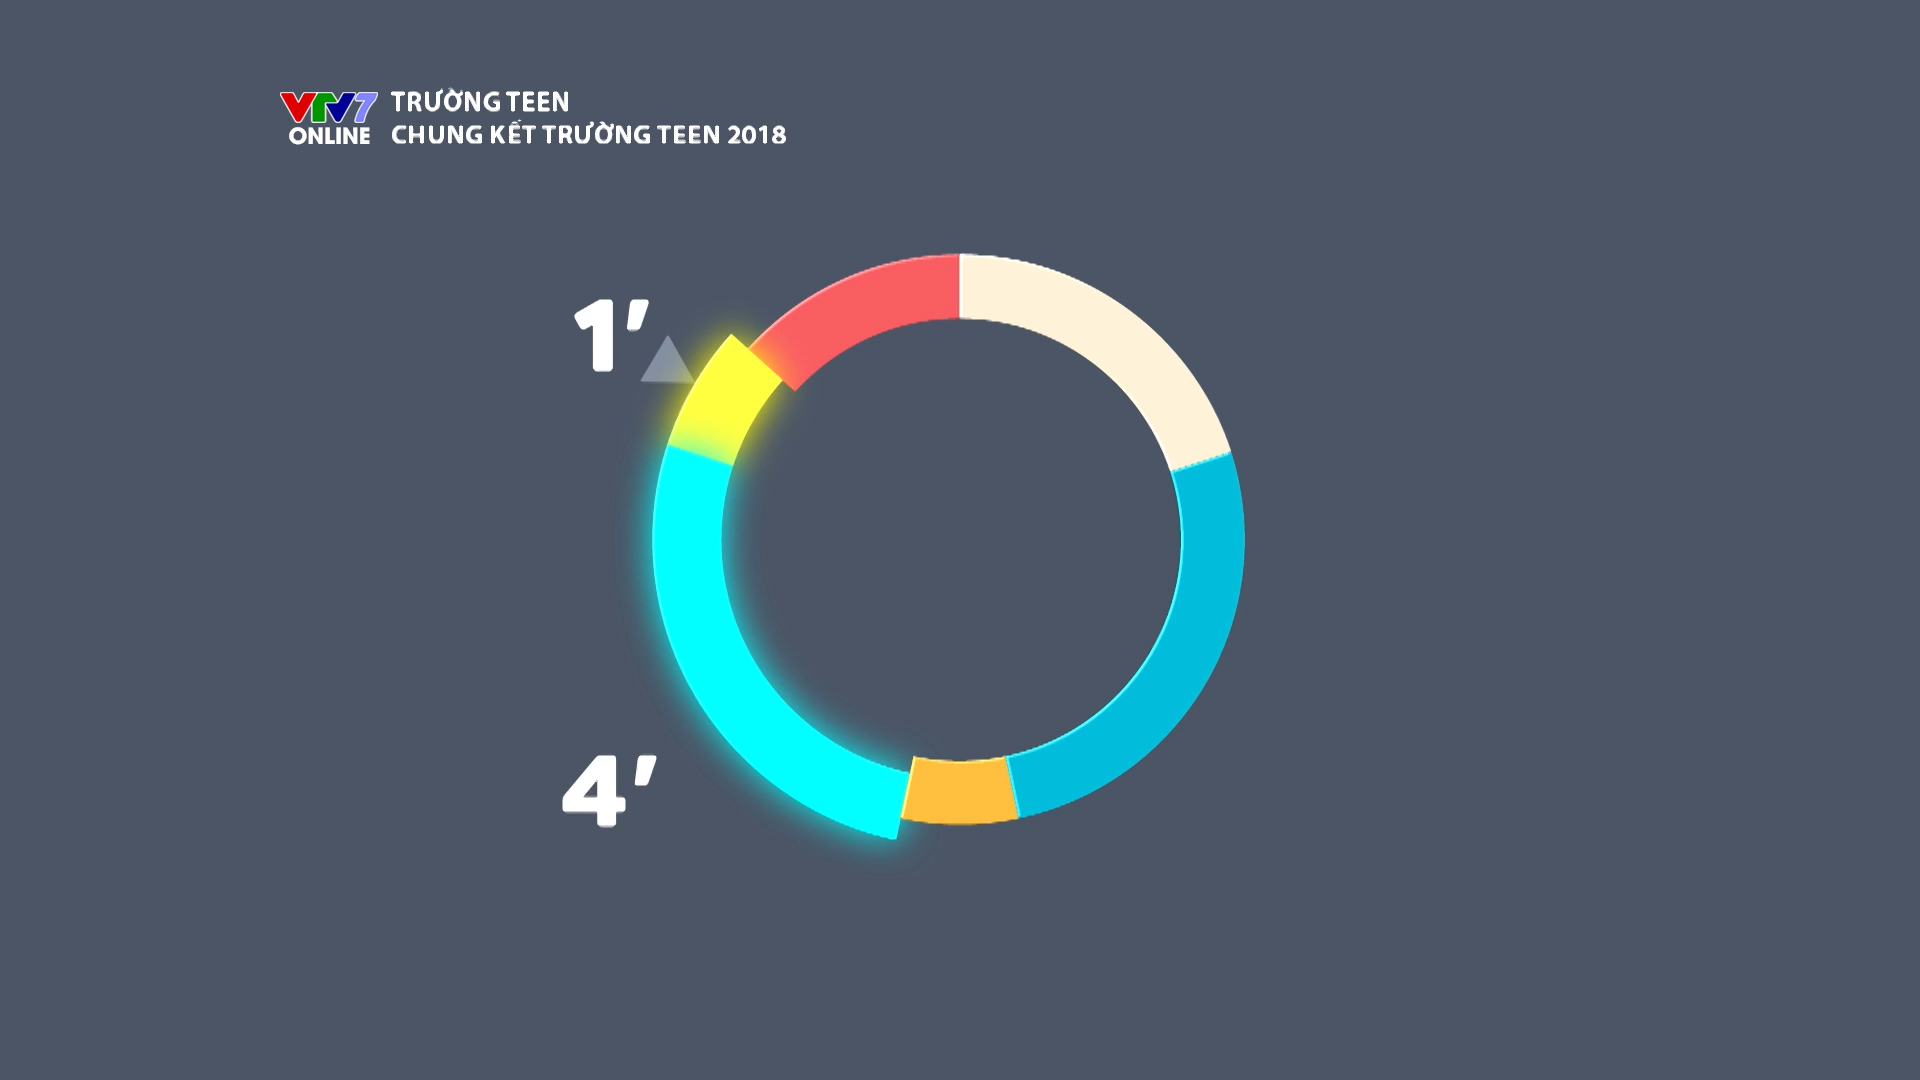 VTV7
ONLINE
TRƯỜNG TEEN
CHUNG KẾT TRƯỜNG TEEN 2018
1’
4’